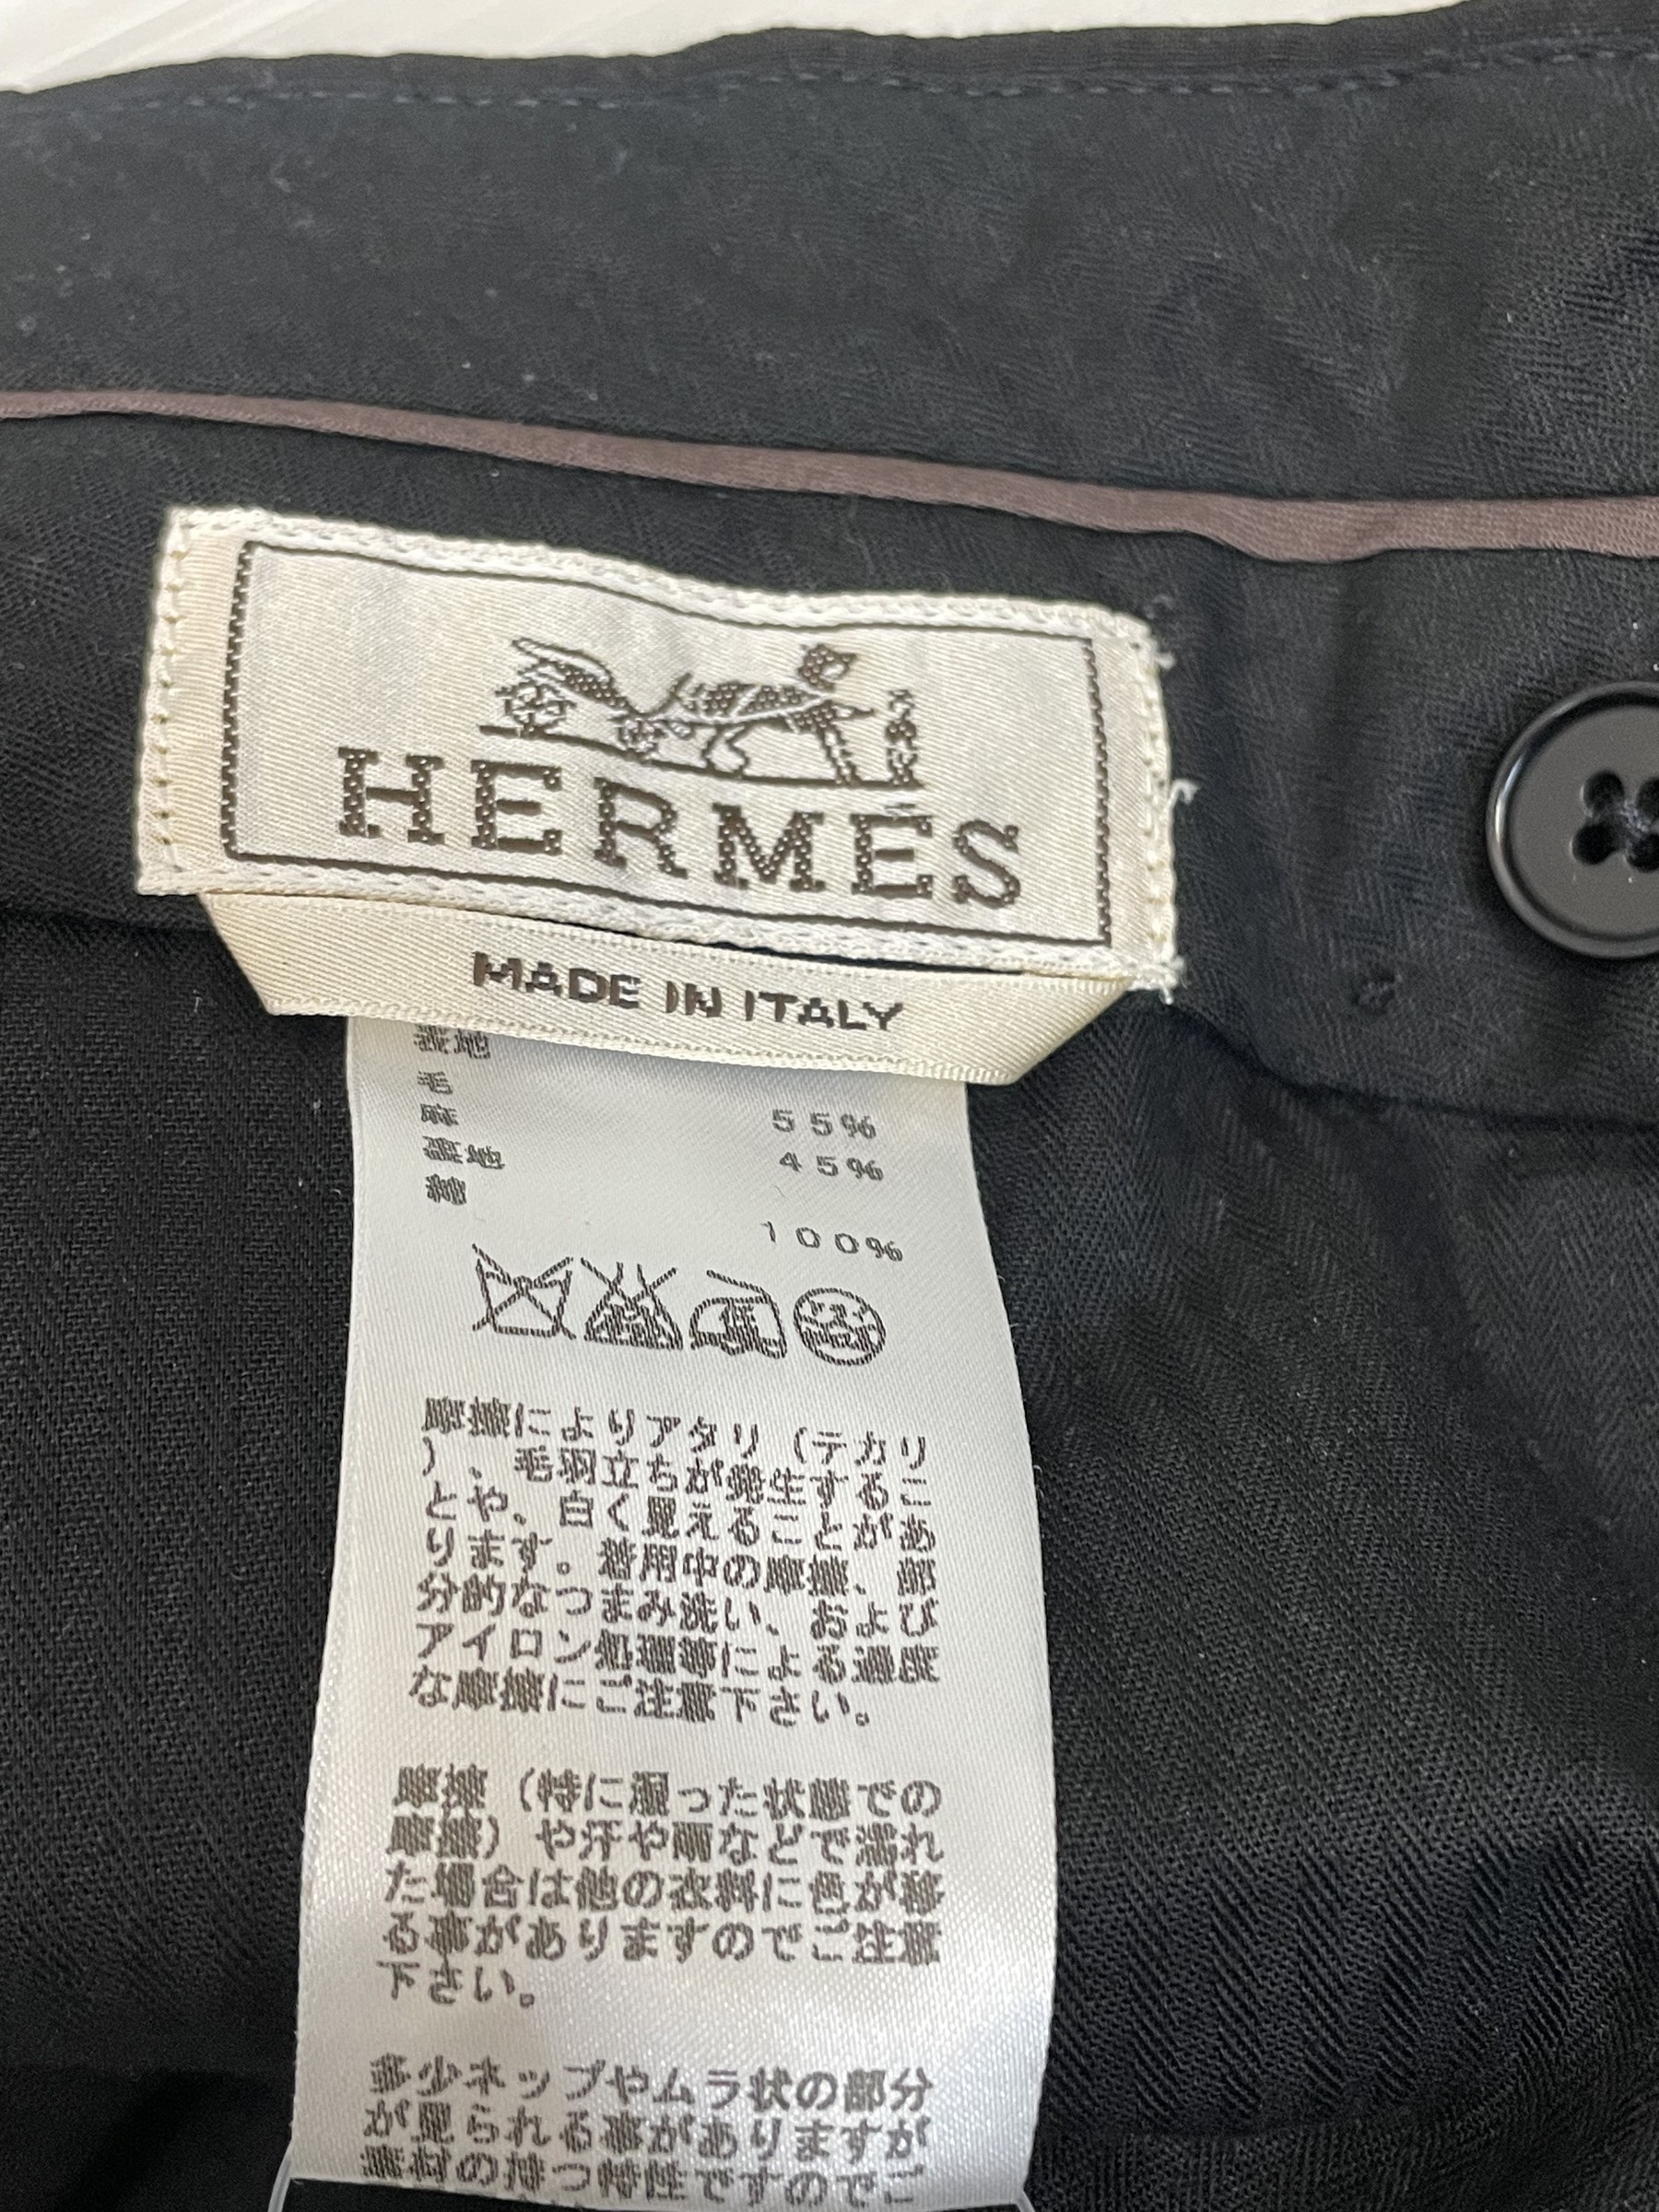 HERMÈS
MADE IN ITALY
表地
毛
麻 55%
裏地 45%
綿
100%
摩擦によりアタリ（テカリ
）、毛羽立ちが発生するこ
とや、白く見えることがあ
ります。着用中の摩擦、部
分的なつまみ洗い、および
アイロン処理等による過度
な摩擦にご注意下さい。
摩擦（特に湿った状態での
摩擦）や汗や雨などで濡れ
た場合は他の衣料に色が移
る事がありますのでご注意
下さい。
多少ネップやムラ状の部分
が見られる事がありますが
素材の持つ特性ですのでご